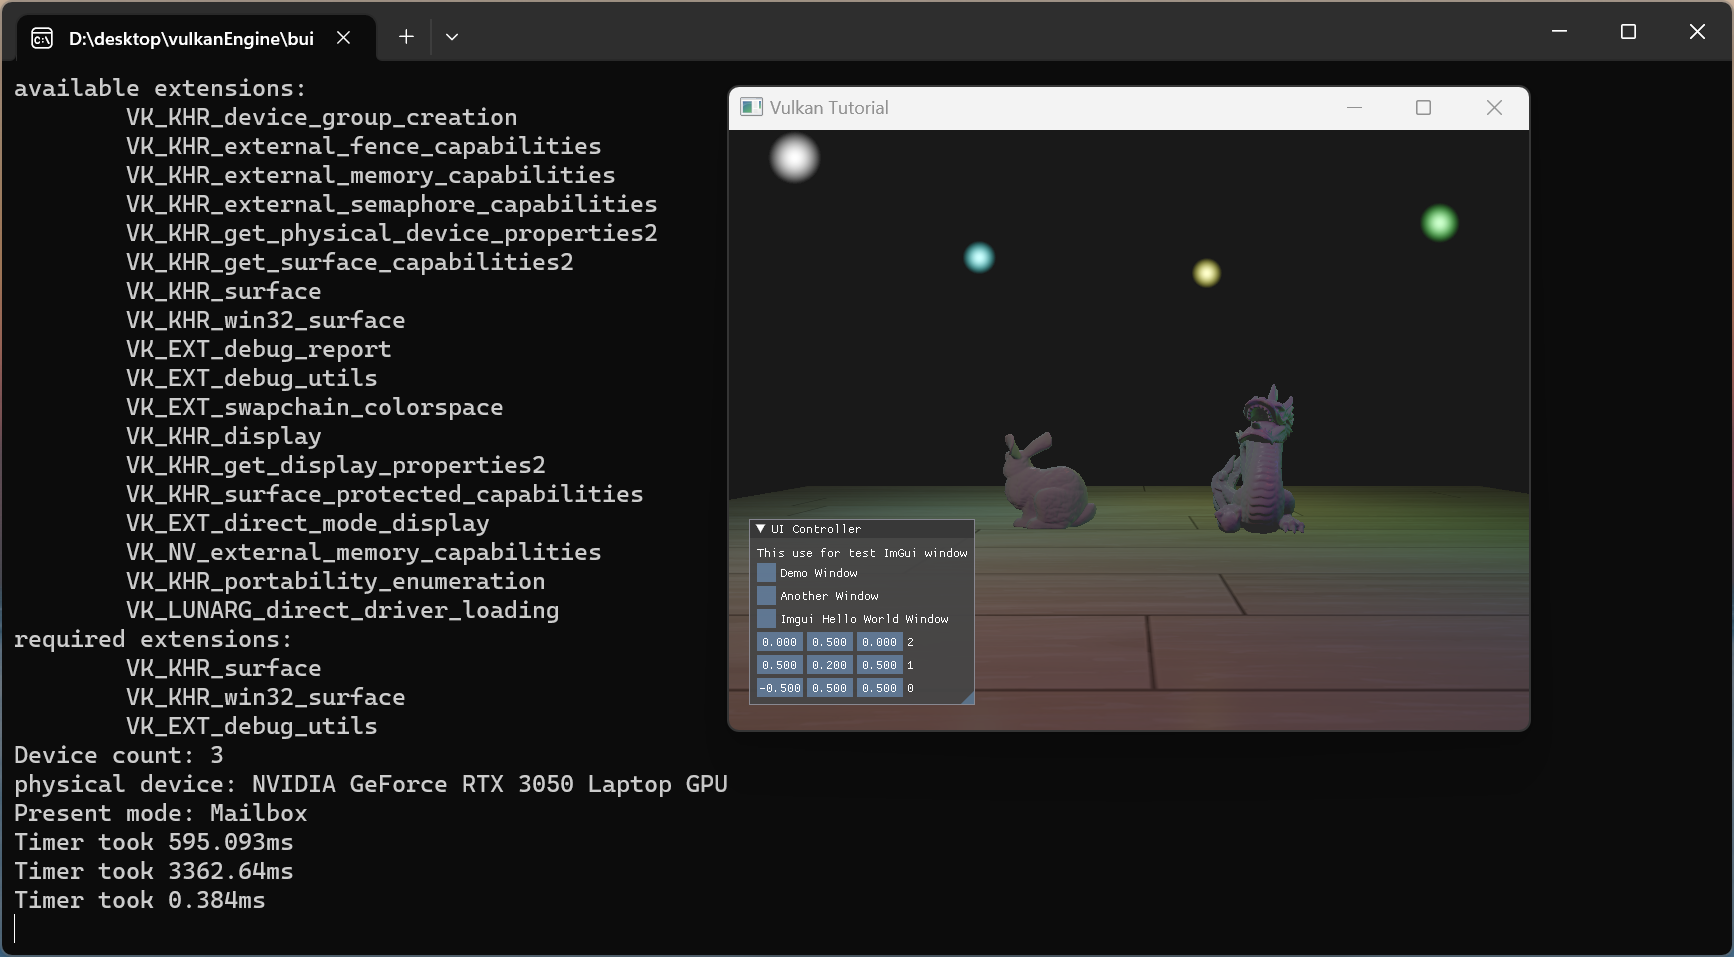 D:\desktop\vulkanEngine\bui
available extensions:
VK_KHR_device_group_creation
VK_KHR_external_fence_capabilities
VK_KHR_external_memory_capabilities
VK_KHR_external_semaphore_capabilities
VK_KHR_get_physical_device_properties2
VK_KHR_get_surface_capabilities2
VK_KHR_surface
VK_KHR_win32_surface
VK_EXT_debug_report
VK_EXT_debug_utils
VK_EXT_swapchain_colorspace
VK_KHR_display
VK_KHR_get_display_properties2
VK_KHR_surface_protected_capabilities
VK_EXT_direct_mode_display
VK_NV_external_memory_capabilities
VK_KHR_portability_enumeration
VK_LUNARG_direct_driver_loading
required extensions:
VK_KHR_surface
VK_KHR_win32_surface
VK_EXT_debug_utils
Device count: 3
physical device: NVIDIA GeForce RTX 3050 Laptop GPU
Present mode: Mailbox
Timer took 595.093ms
Timer took 3362.64ms
Timer took 0.384ms
Vulkan Tutorial
UI Controller
This use for test ImGui window
Demo Window
Another Window
Imgui Hello World Window
0.000 0.500 0.000 2
0.500 0.200 0.500 1
-0.500 0.500 0.500 0